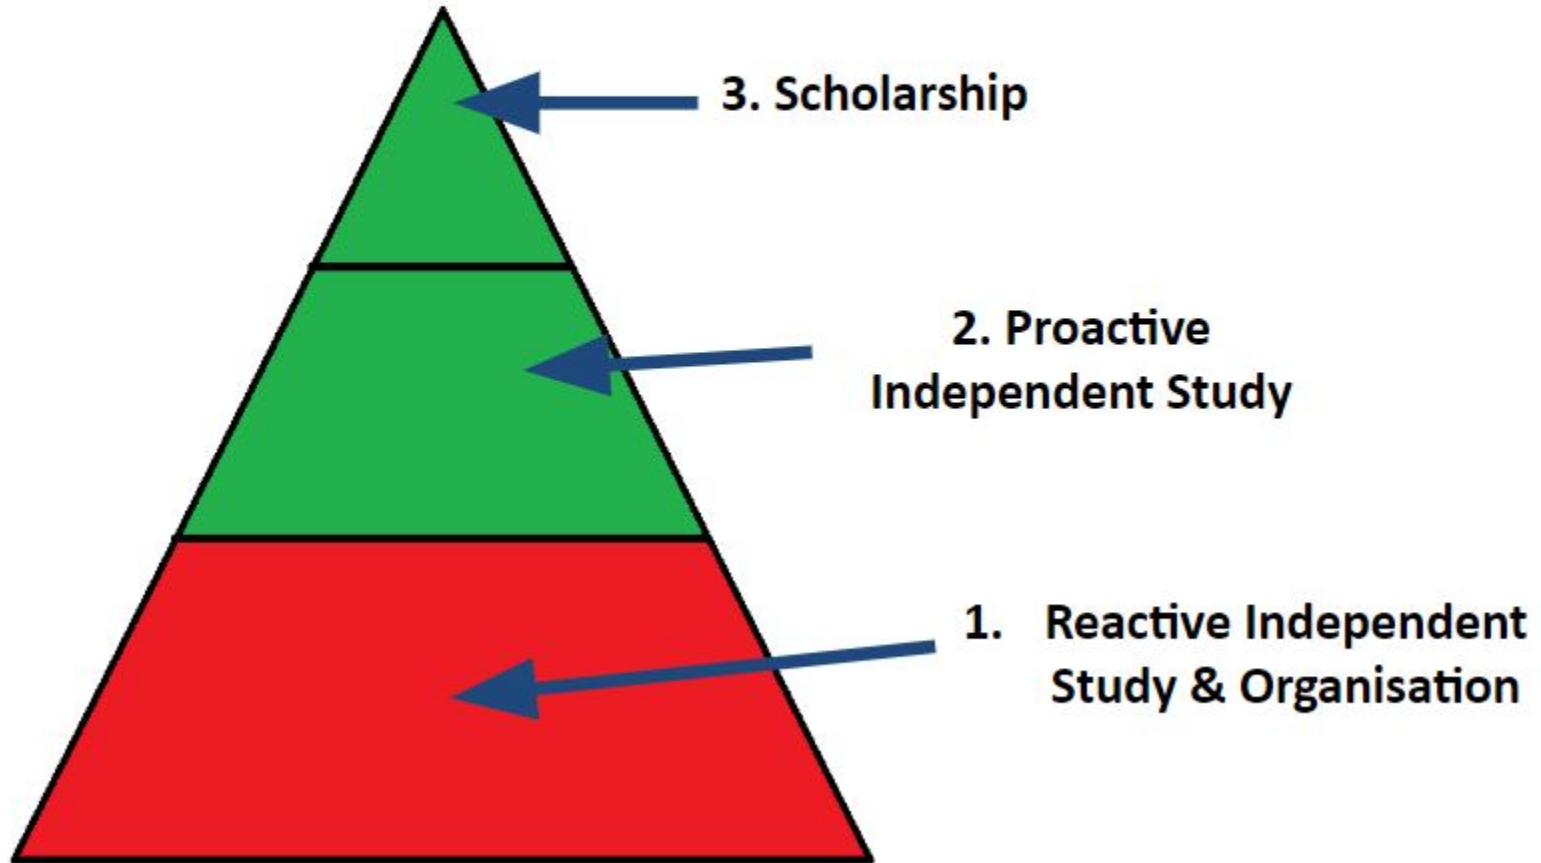 3. Scholarship
2. Proactive
Independent Study
1. Reactive Independent
Study & Organisation